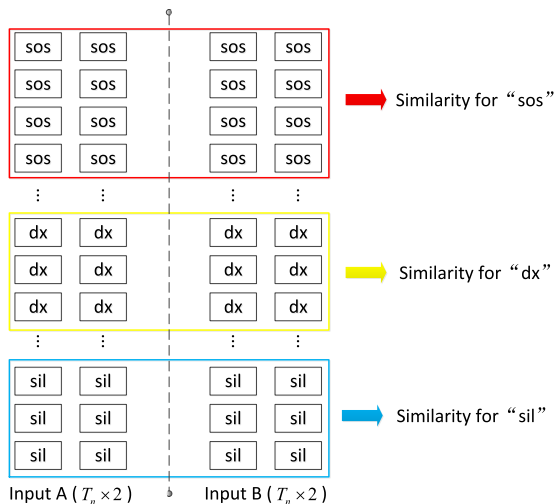 sos sos sos sos
sos sos sos sos
sos sos sos sos Similarity for “sos”
sos sos sos sos
⋮ ⋮ ⋮ ⋮
dx dx dx dx
dx dx dx dx Similarity for “dx”
dx dx dx dx
⋮ ⋮ ⋮ ⋮
sil sil sil sil
sil sil sil sil Similarity for “sil”
sil sil sil sil
Input A ( Tₙ × 2 ) Input B ( Tₙ × 2 )